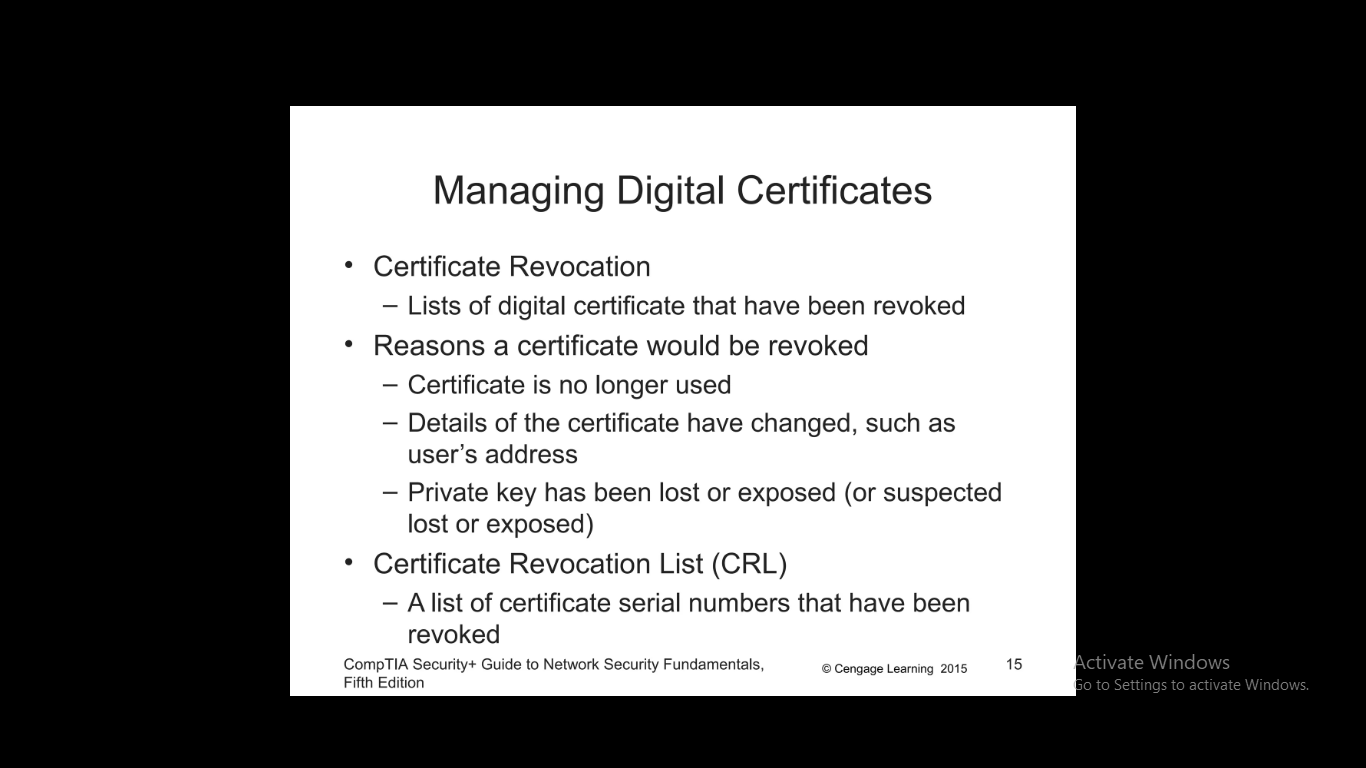 Managing Digital Certificates
• Certificate Revocation
– Lists of digital certificate that have been revoked
• Reasons a certificate would be revoked
– Certificate is no longer used
– Details of the certificate have changed, such as
user’s address
– Private key has been lost or exposed (or suspected
lost or exposed)
• Certificate Revocation List (CRL)
– A list of certificate serial numbers that have been
revoked
CompTIA Security+ Guide to Network Security Fundamentals,
Fifth Edition
© Cengage Learning 2015
15
Activate Windows
Go to Settings to activate Windows.